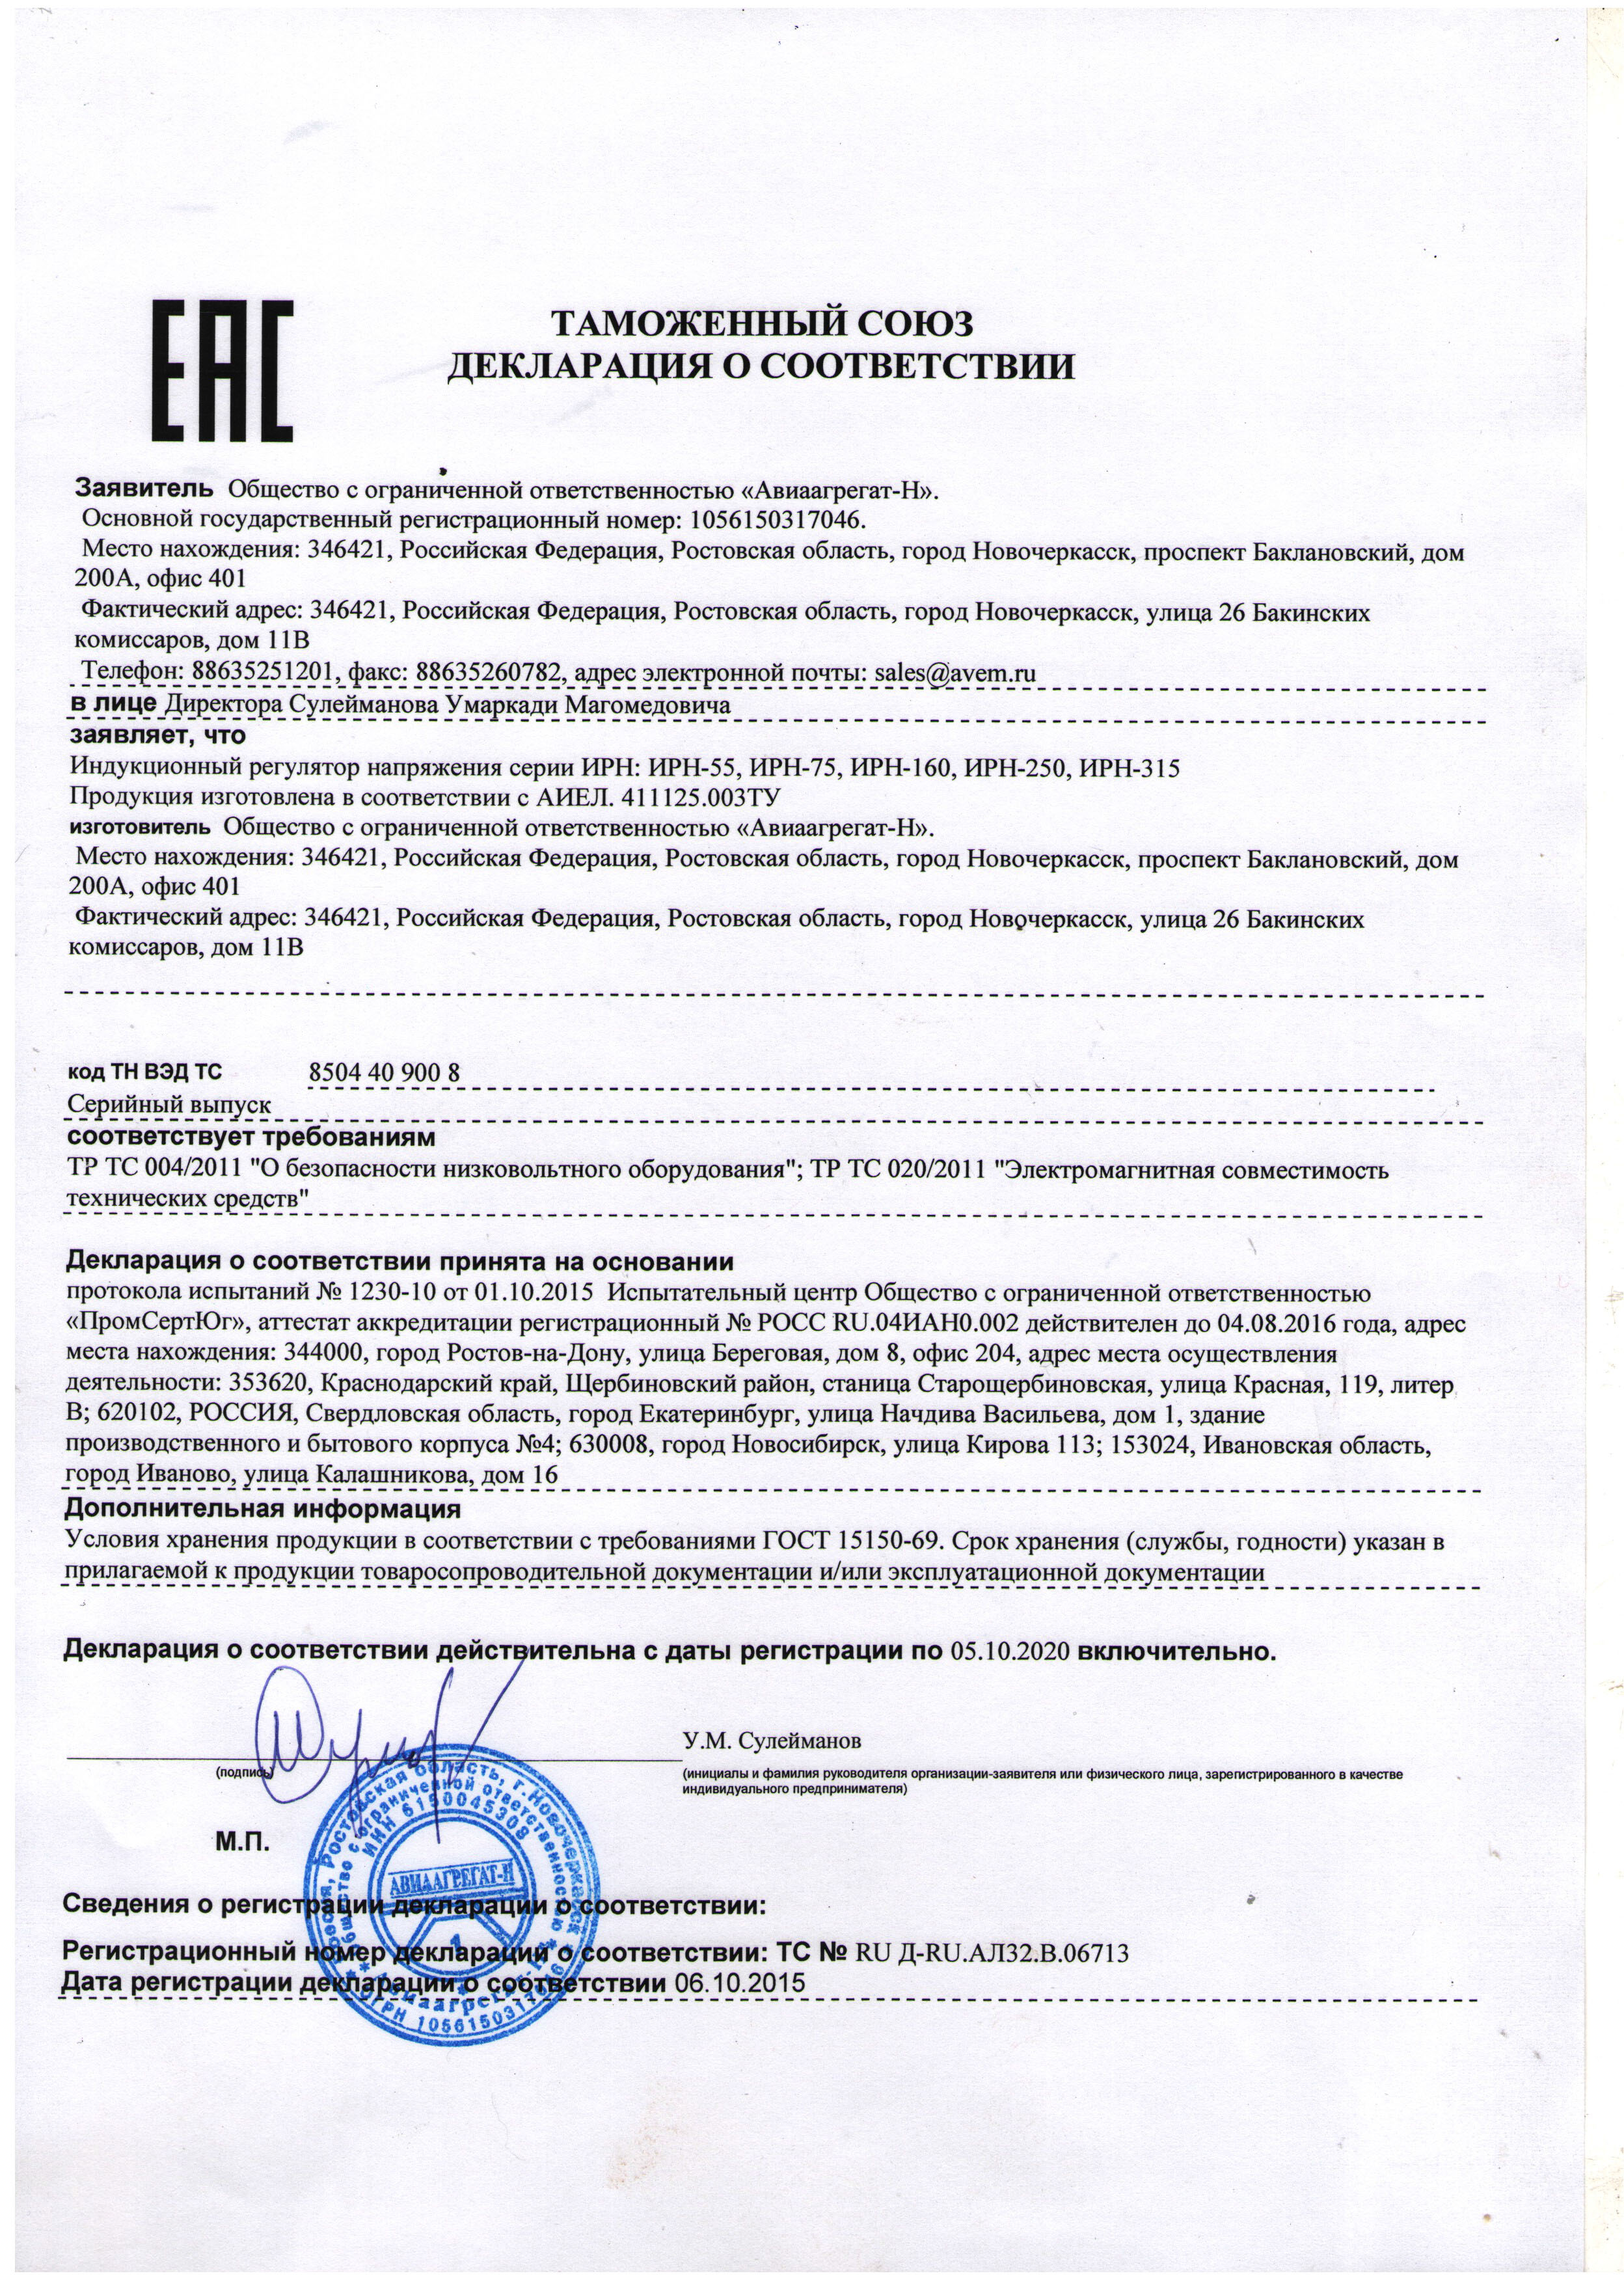 ЕАС
ТАМОЖЕННЫЙ СОЮЗ
ДЕКЛАРАЦИЯ О СООТВЕТСТВИИ
Заявитель Общество с ограниченной ответственностью «Авиаагрегат-Н».
Основной государственный регистрационный номер: 1056150317046.
Место нахождения: 346421, Российская Федерация, Ростовская область, город Новочеркасск, проспект Баклановский, дом
200А, офис 401
Фактический адрес: 346421, Российская Федерация, Ростовская область, город Новочеркасск, улица 26 Бакинских
комиссаров, дом 11В
Телефон: 88635251201, факс: 88635260782, адрес электронной почты: sales@avem.ru
в лице Директора Сулейманова Умаркади Магомедовича
заявляет, что
Индукционный регулятор напряжения серии ИРН: ИРН-55, ИРН-75, ИРН-160, ИРН-250, ИРН-315
Продукция изготовлена в соответствии с АИЕЛ. 411125.003ТУ
изготовитель Общество с ограниченной ответственностью «Авиаагрегат-Н».
Место нахождения: 346421, Российская Федерация, Ростовская область, город Новочеркасск, проспект Баклановский, дом
200А, офис 401
Фактический адрес: 346421, Российская Федерация, Ростовская область, город Новочеркасск, улица 26 Бакинских
комиссаров, дом 11В
код ТН ВЭД ТС 8504 40 900 8
Серийный выпуск
соответствует требованиям
ТР ТС 004/2011 "О безопасности низковольтного оборудования"; ТР ТС 020/2011 "Электромагнитная совместимость
технических средств"
Декларация о соответствии принята на основании
протокола испытаний № 1230-10 от 01.10.2015 Испытательный центр Общество с ограниченной ответственностью
«ПромСертЮг», аттестат аккредитации регистрационный № РОСС RU.04ИАН0.002 действителен до 04.08.2016 года, адрес
места нахождения: 344000, город Ростов-на-Дону, улица Береговая, дом 8, офис 204, адрес места осуществления
деятельности: 353620, Краснодарский край, Щербиновский район, станица Старощербиновская, улица Красная, 119, литер
В; 620102, РОССИЯ, Свердловская область, город Екатеринбург, улица Начдива Васильева, дом 1, здание
производственного и бытового корпуса №4; 630008, город Новосибирск, улица Кирова 113; 153024, Ивановская область,
город Иваново, улица Калашникова, дом 16
Дополнительная информация
Условия хранения продукции в соответствии с требованиями ГОСТ 15150-69. Срок хранения (службы, годности) указан в
прилагаемой к продукции товаросопроводительной документации и/или эксплуатационной документации
Декларация о соответствии действительна с даты регистрации по 05.10.2020 включительно.
У.М. Сулейманов
(подпись)
(инициалы и фамилия руководителя организации-заявителя или физического лица, зарегистрированного в качестве
индивидуального предпринимателя)
М.П.
Ростовская область, г.Новочеркасск
Общество с ограниченной ответственностью
ИНН 6150045308
АВИААГРЕГАТ-Н
1
ОГРН 1056150317046
Сведения о регистрации декларации о соответствии:
Регистрационный номер декларации о соответствии: ТС № RU Д-RU.АЛ32.В.06713
Дата регистрации декларации о соответствии 06.10.2015